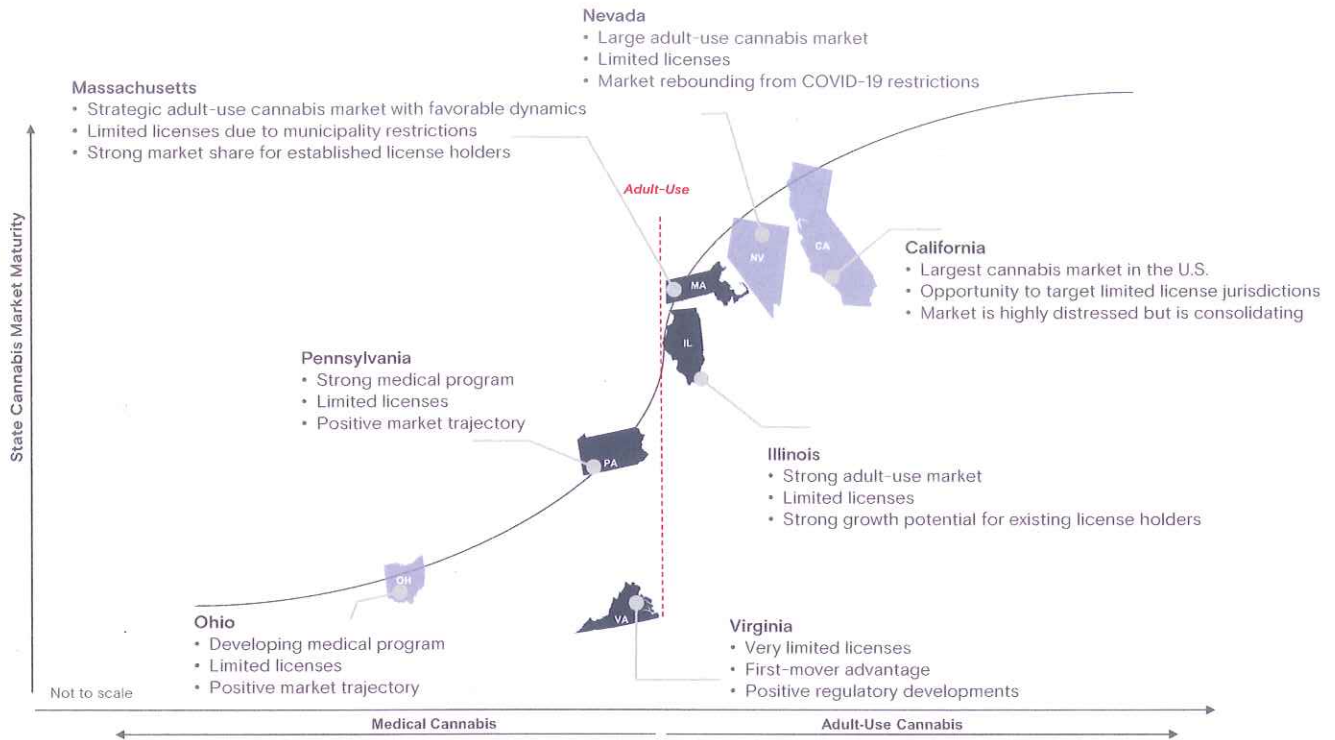 Nevada
• Large adult-use cannabis market
• Limited licenses
• Market rebounding from COVID-19 restrictions
Massachusetts
• Strategic adult-use cannabis market with favorable dynamics
• Limited licenses due to municipality restrictions
• Strong market share for established license holders
Adult-Use
State Cannabis Market Maturity
NV
CA
MA
IL
California
• Largest cannabis market in the U.S.
• Opportunity to target limited license jurisdictions
• Market is highly distressed but is consolidating
Pennsylvania
• Strong medical program
• Limited licenses
• Positive market trajectory
PA
Illinois
• Strong adult-use market
• Limited licenses
• Strong growth potential for existing license holders
OH
VA
Ohio
• Developing medical program
• Limited licenses
• Positive market trajectory
Virginia
• Very limited licenses
• First-mover advantage
• Positive regulatory developments
Not to scale
Medical Cannabis
Adult-Use Cannabis